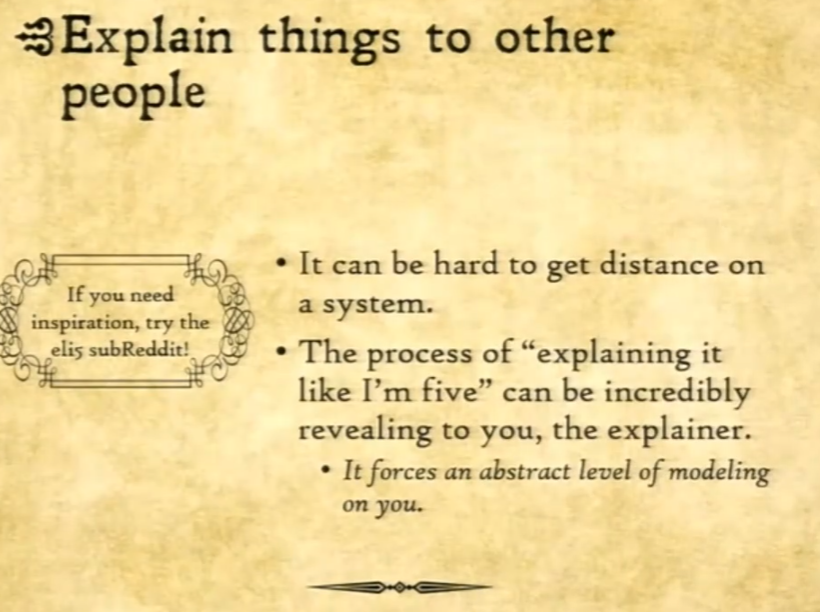 Explain things to other
people
If you need
inspiration, try the
eli5 subReddit!
• It can be hard to get distance on
a system.
• The process of “explaining it
like I’m five” can be incredibly
revealing to you, the explainer.
• It forces an abstract level of modeling
on you.